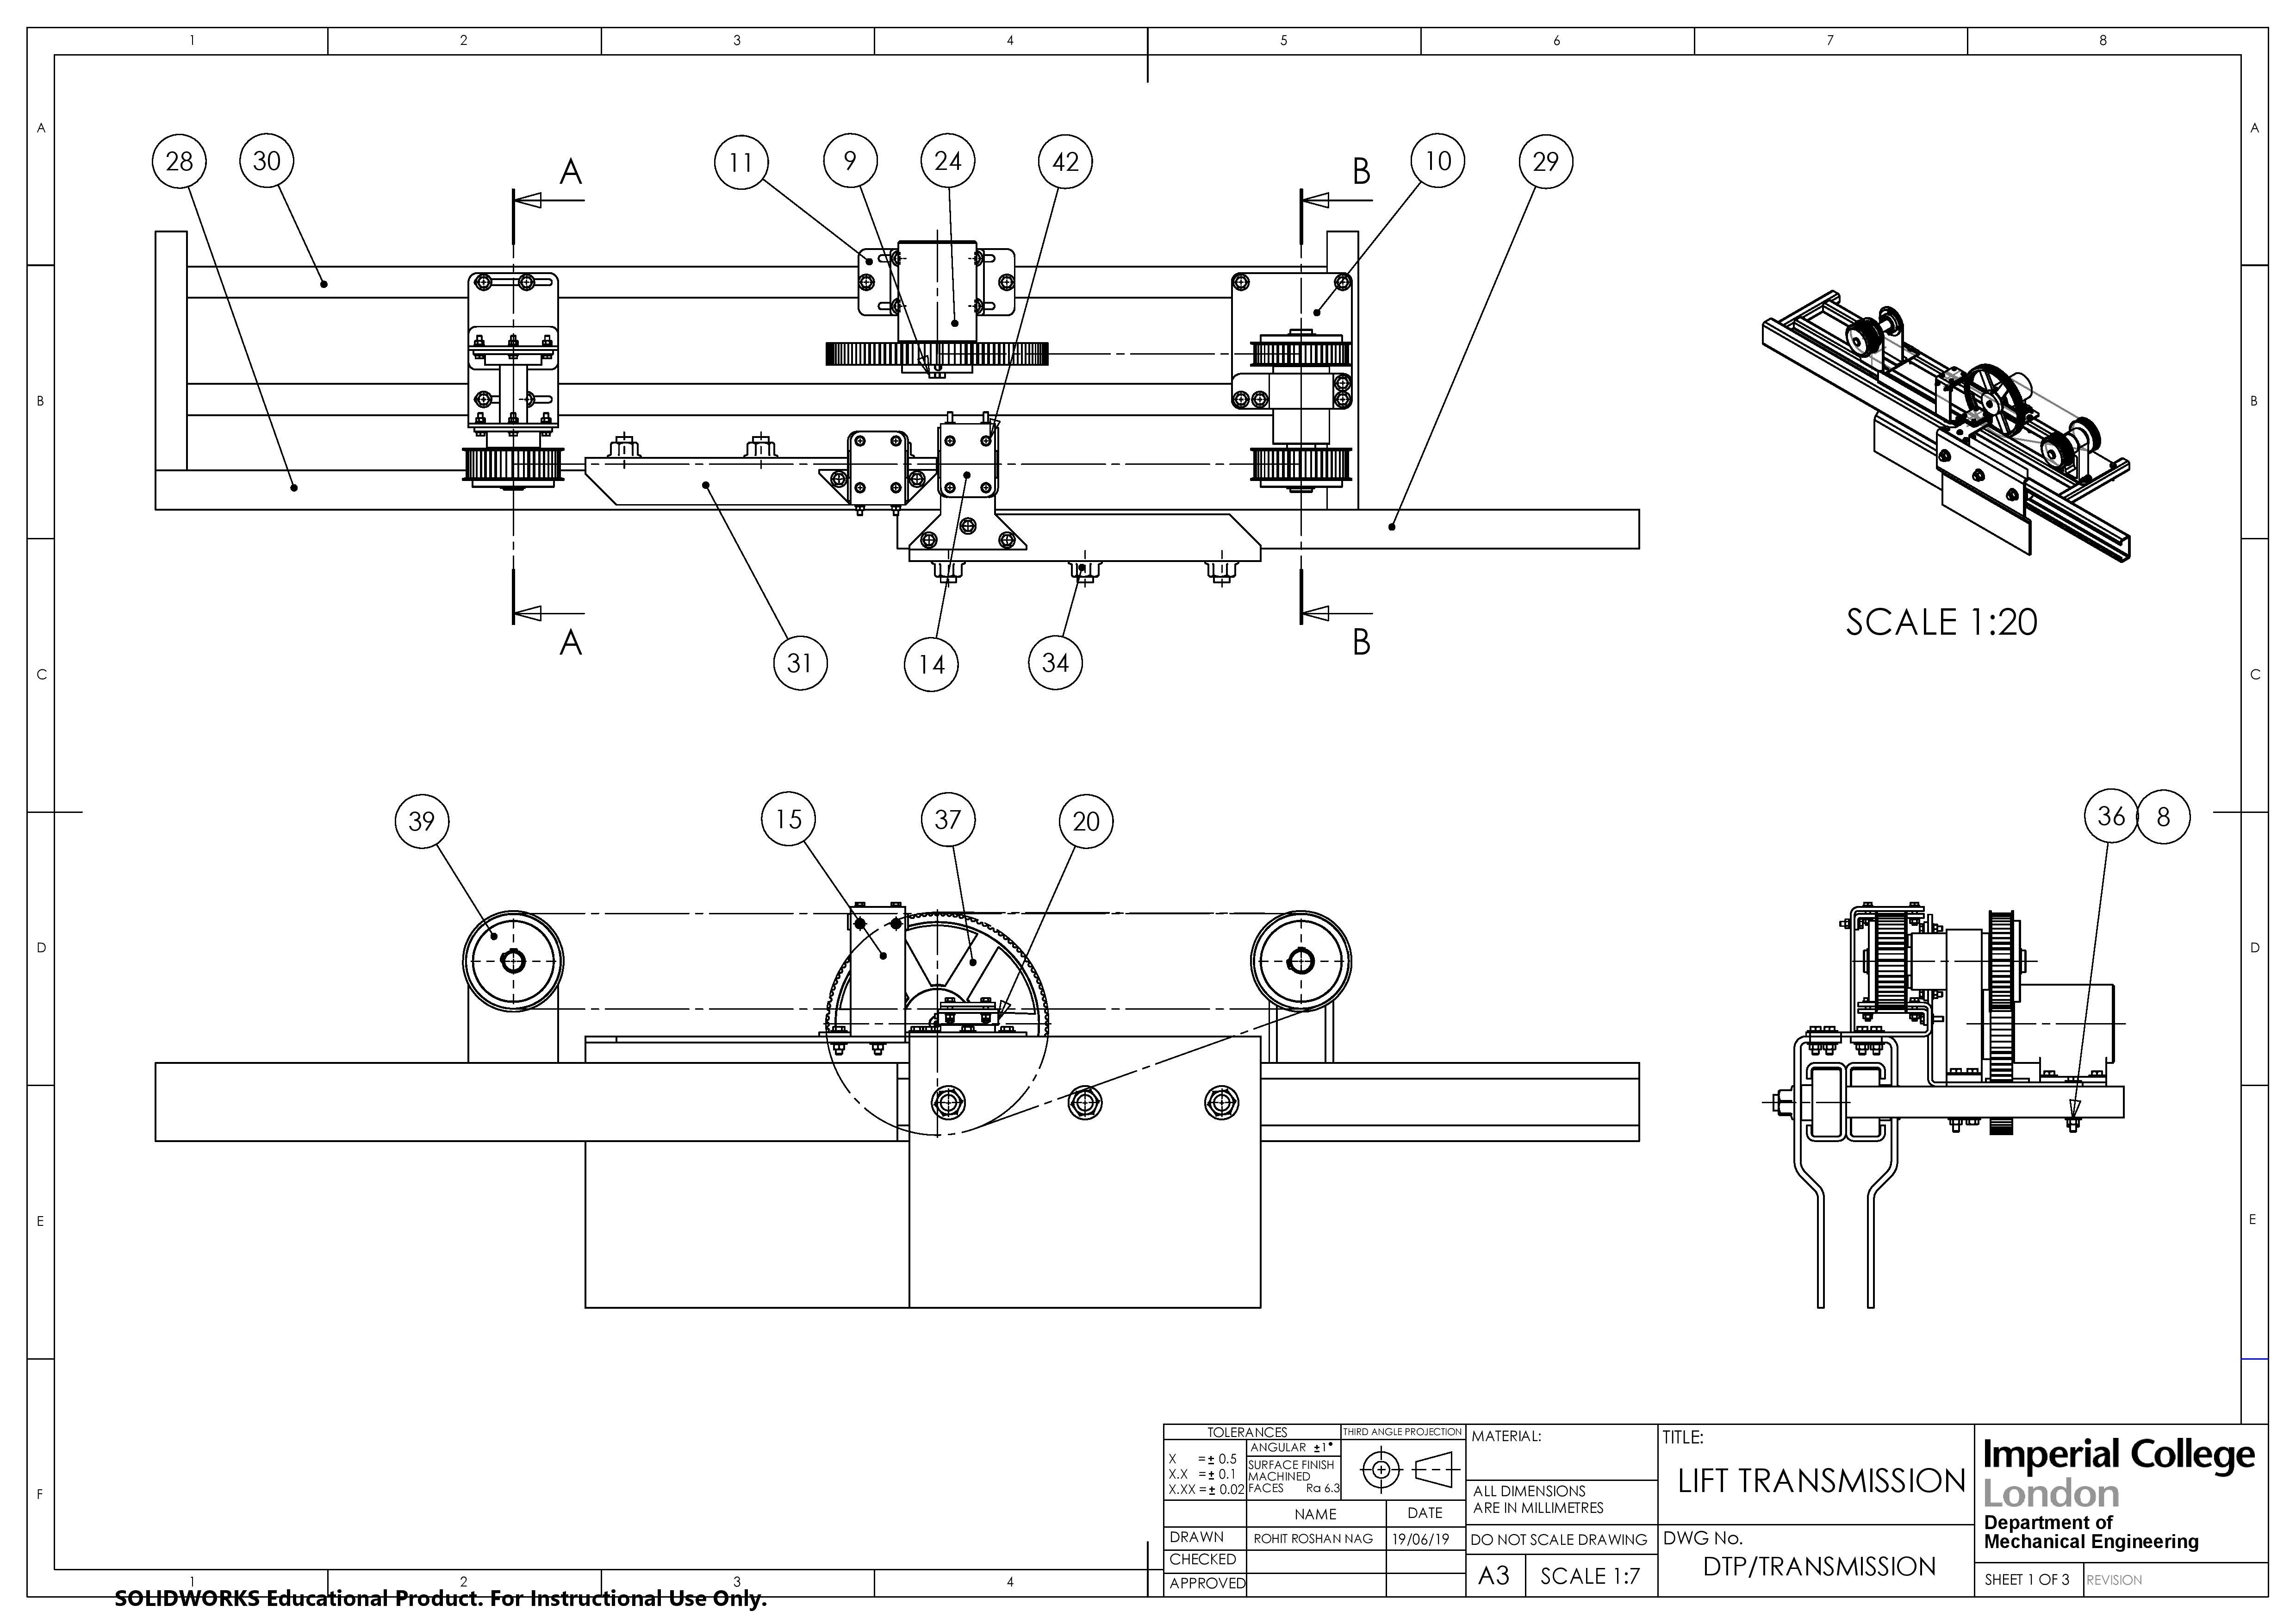 1 2 3 4 5 6 7 8
A A
28 30 11 9 24 42 10 29
A B
B B
A B
SCALE 1:20
31 14 34
C C
39 15 37 20 36 8
D D
E E
F
TOLERANCES
X =± 0.5
X.X =± 0.1
X.XX =± 0.02
ANGULAR ±1°
SURFACE FINISH
MACHINED
FACES Ra 6.3
THIRD ANGLE PROJECTION
MATERIAL:
ALL DIMENSIONS
ARE IN MILLIMETRES
NAME DATE
DRAWN ROHIT ROSHAN NAG 19/06/19
CHECKED
APPROVED
DO NOT SCALE DRAWING
A3 SCALE 1:7
TITLE:
LIFT TRANSMISSION
DWG No.
DTP/TRANSMISSION
Imperial College
London
Department of
Mechanical Engineering
SHEET 1 OF 3 REVISION
1 2 3 4
SOLIDWORKS Educational Product. For Instructional Use Only.